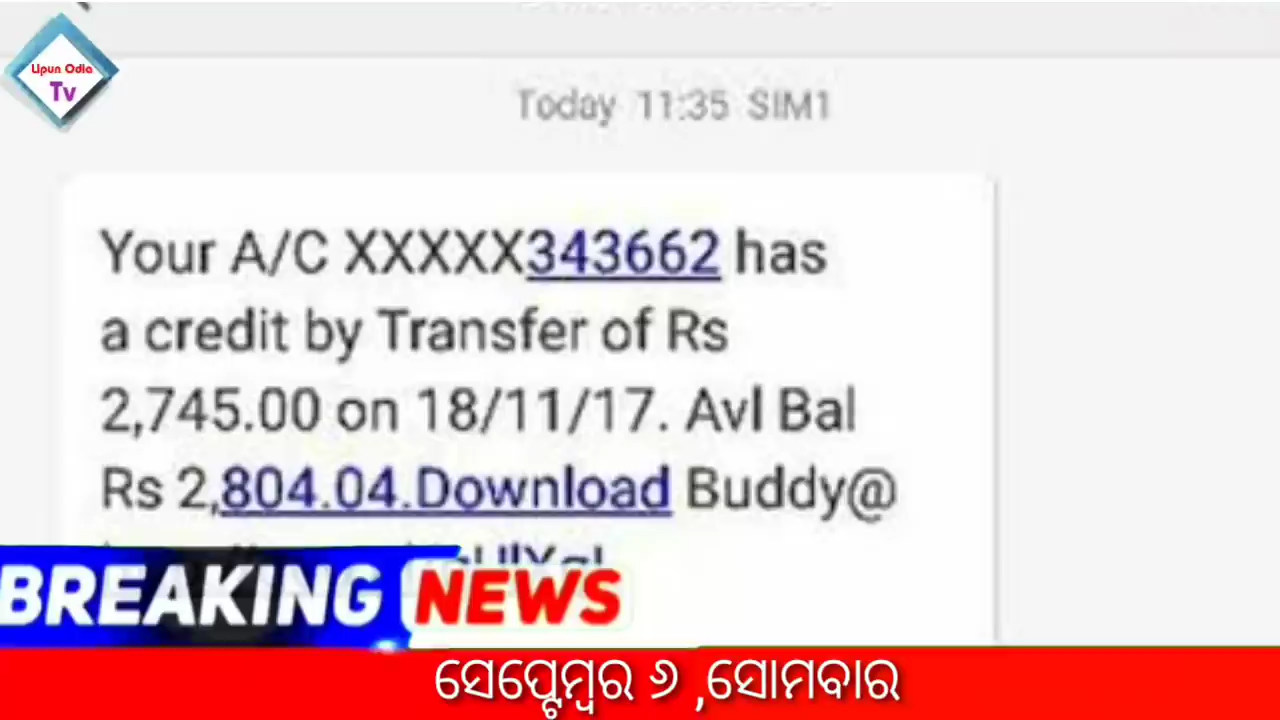 Lipun Odia
Tv
Today 11:35 SIM1
Your A/C XXXXX343662 has
a credit by Transfer of Rs
2,745.00 on 18/11/17. Avl Bal
Rs 2,804.04.Download Buddy@
BREAKING NEWS
ସେପ୍ଟେମ୍ବର ୬ ,ସୋମବାର